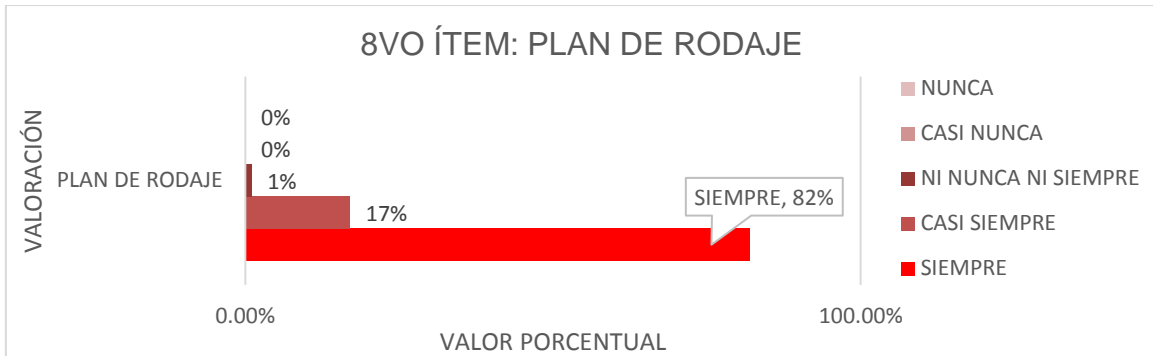 8VO ÍTEM: PLAN DE RODAJE
VALORACIÓN
PLAN DE RODAJE
0%
0%
1%
17%
SIEMPRE, 82%
0.00%
100.00%
VALOR PORCENTUAL
NUNCA
CASI NUNCA
NI NUNCA NI SIEMPRE
CASI SIEMPRE
SIEMPRE